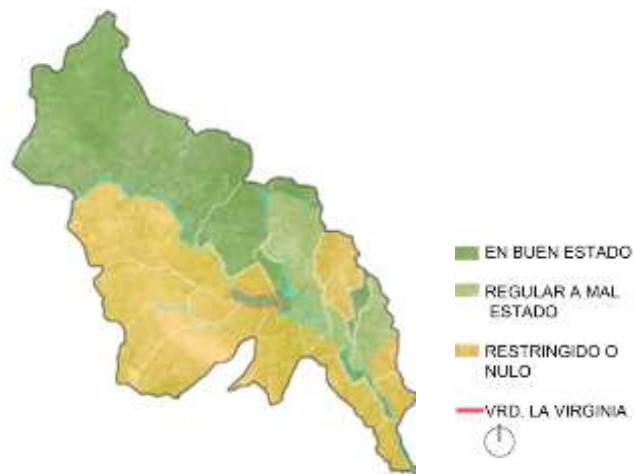 EN BUEN ESTADO
REGULAR A MAL
ESTADO
RESTRINGIDO O
NULO
VRD. LA VIRGINIA